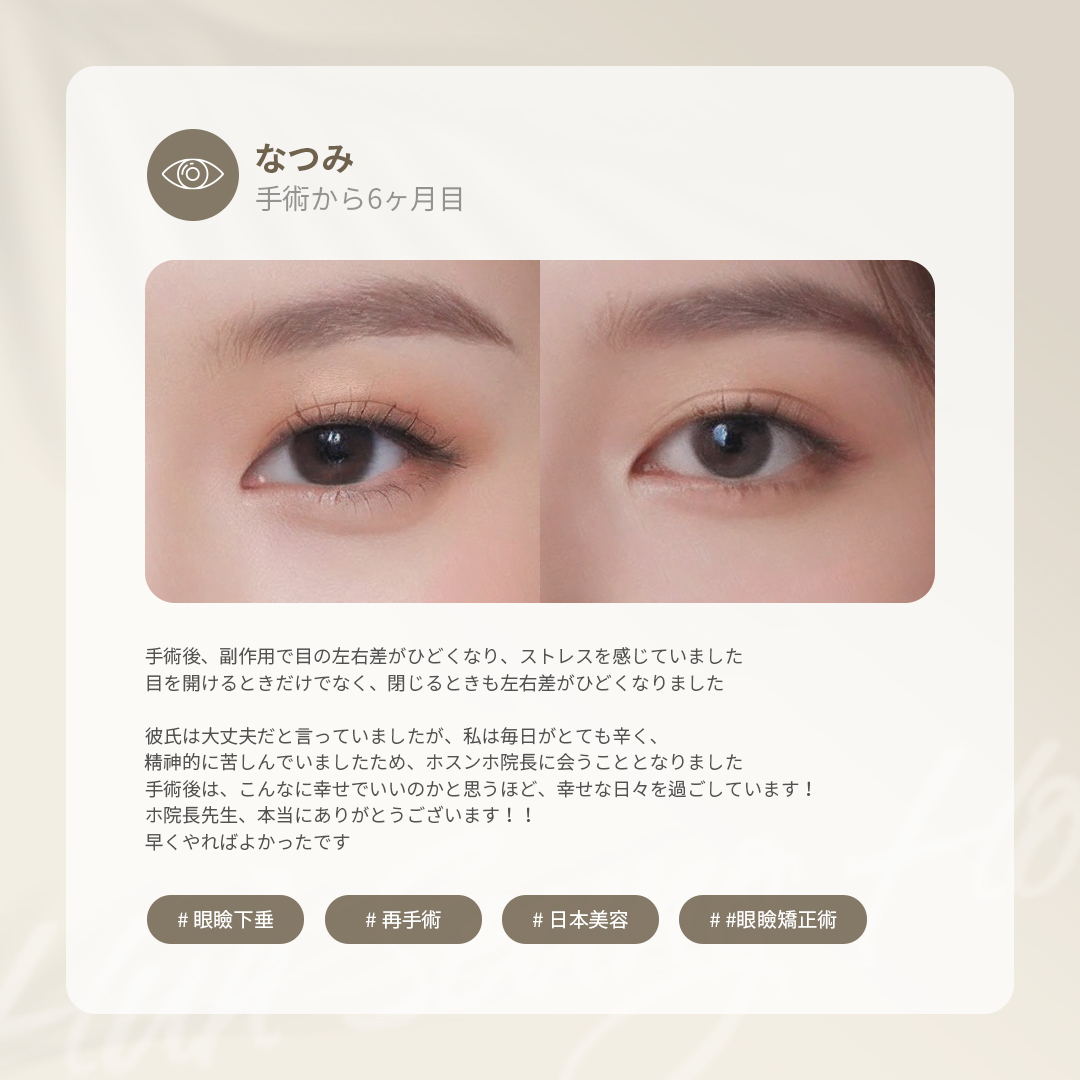 なつみ
手術から6ヶ月目
手術後、副作用で目の左右差がひどくなり、ストレスを感じていました
目を開けるときだけでなく、閉じるときも左右差がひどくなりました
彼氏は大丈夫だと言っていましたが、私は毎日がとても辛く、
精神的に苦しんでいましたため、ホスンホ院長に会うこととなりました
手術後は、こんなに幸せでいいのかと思うほど、幸せな日々を過ごしています！
ホ院長先生、本当にありがとうございます！！
早くやればよかったです
# 眼瞼下垂
# 再手術
# 日本美容
# #眼瞼矯正術